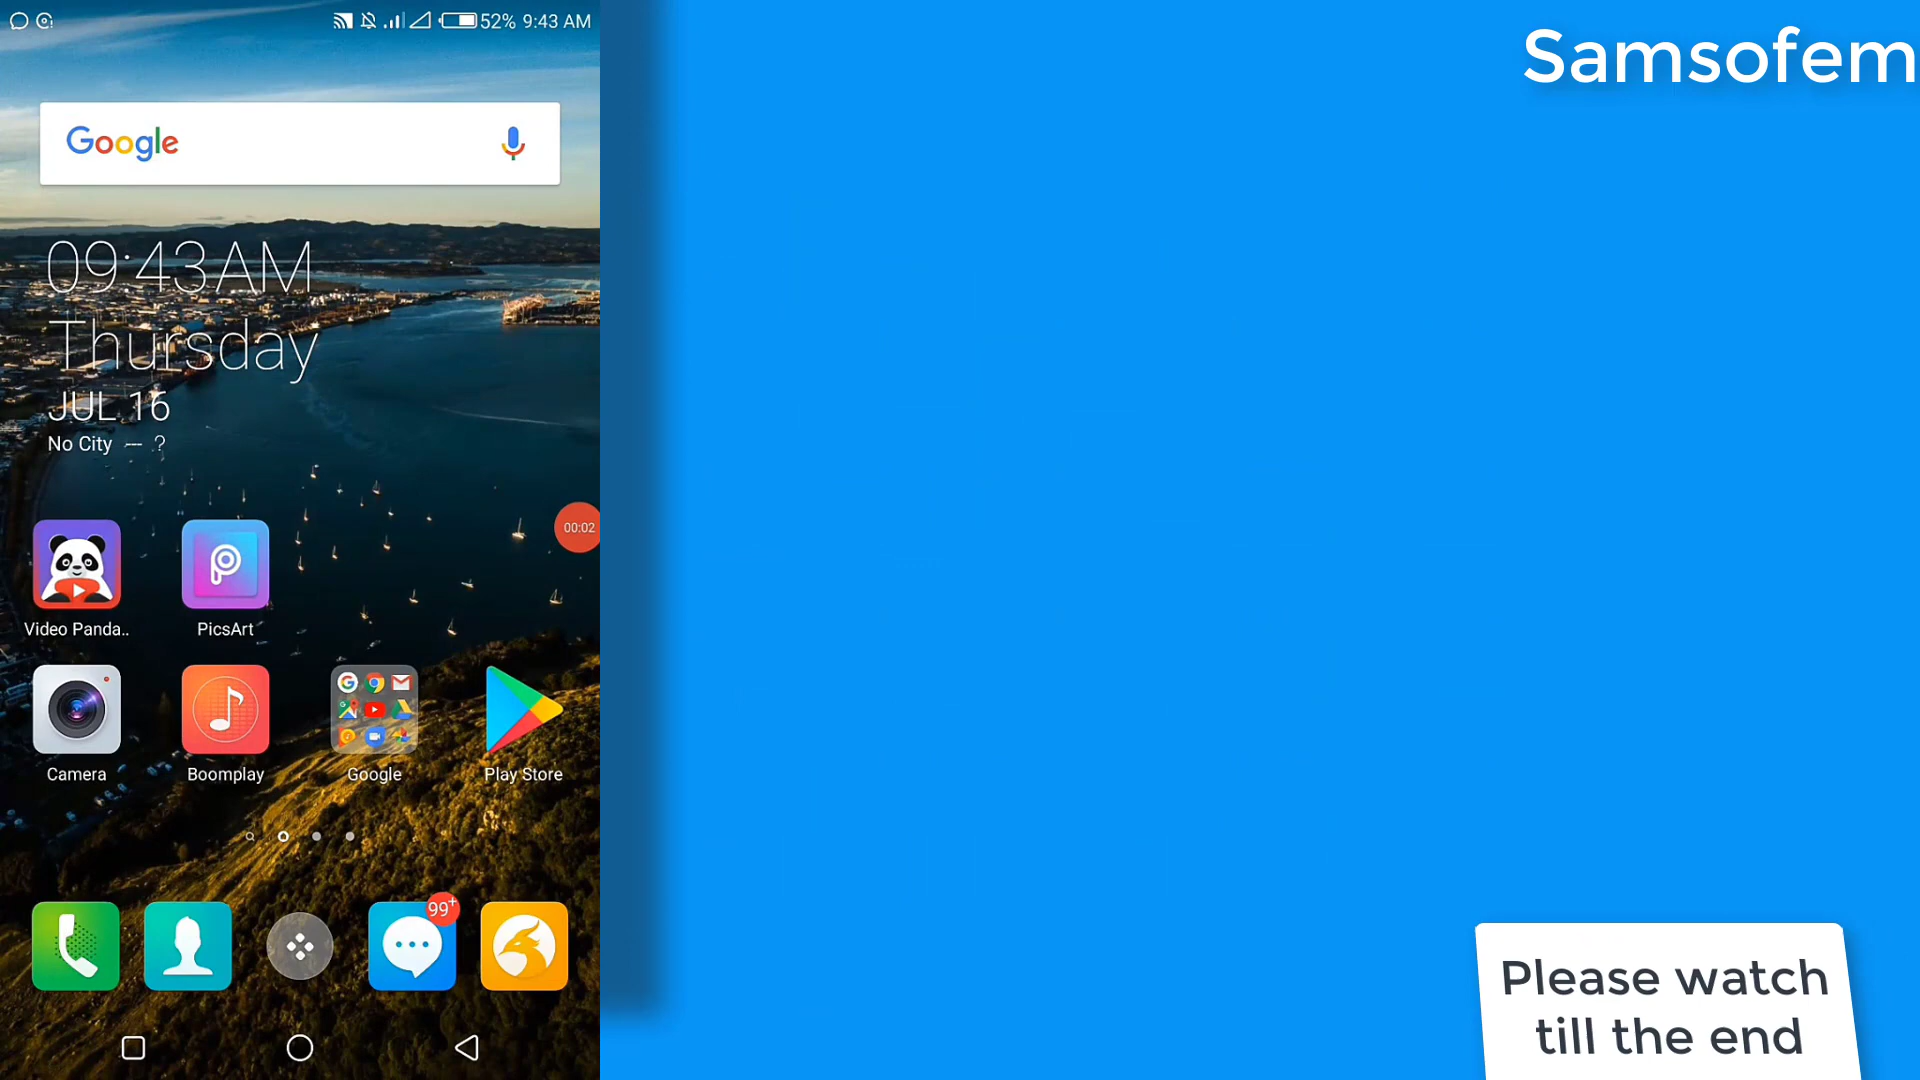 52% 9:43 AM
Samsofem
Google
09:43AM
Thursday
JUL 16
No City --- ?
00:02
Video Panda..
PicsArt
Camera
Boomplay
Google
Play Store
99+
Please watch
till the end